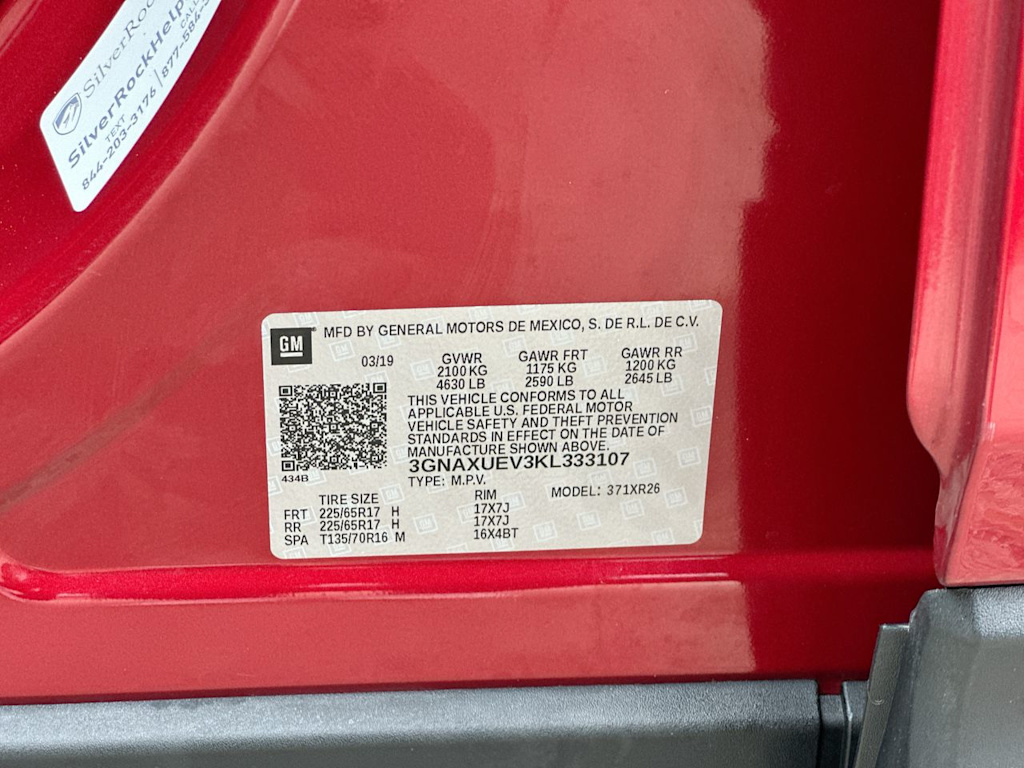 SilverRoc
SilverRockHelp
TEXT
844-203-3176 | 877-584-
GM
MFD BY GENERAL MOTORS DE MEXICO, S. DE R.L. DE C.V.
03/19 GVWR GAWR FRT GAWR RR
2100 KG 1175 KG 1200 KG
4630 LB 2590 LB 2645 LB
THIS VEHICLE CONFORMS TO ALL
APPLICABLE U.S. FEDERAL MOTOR
VEHICLE SAFETY AND THEFT PREVENTION
STANDARDS IN EFFECT ON THE DATE OF
MANUFACTURE SHOWN ABOVE.
3GNAXUEV3KL333107
434B TYPE: M.P.V.
TIRE SIZE RIM MODEL: 371XR26
FRT 225/65R17 H 17X7J
RR 225/65R17 H 17X7J
SPA T135/70R16 M 16X4BT